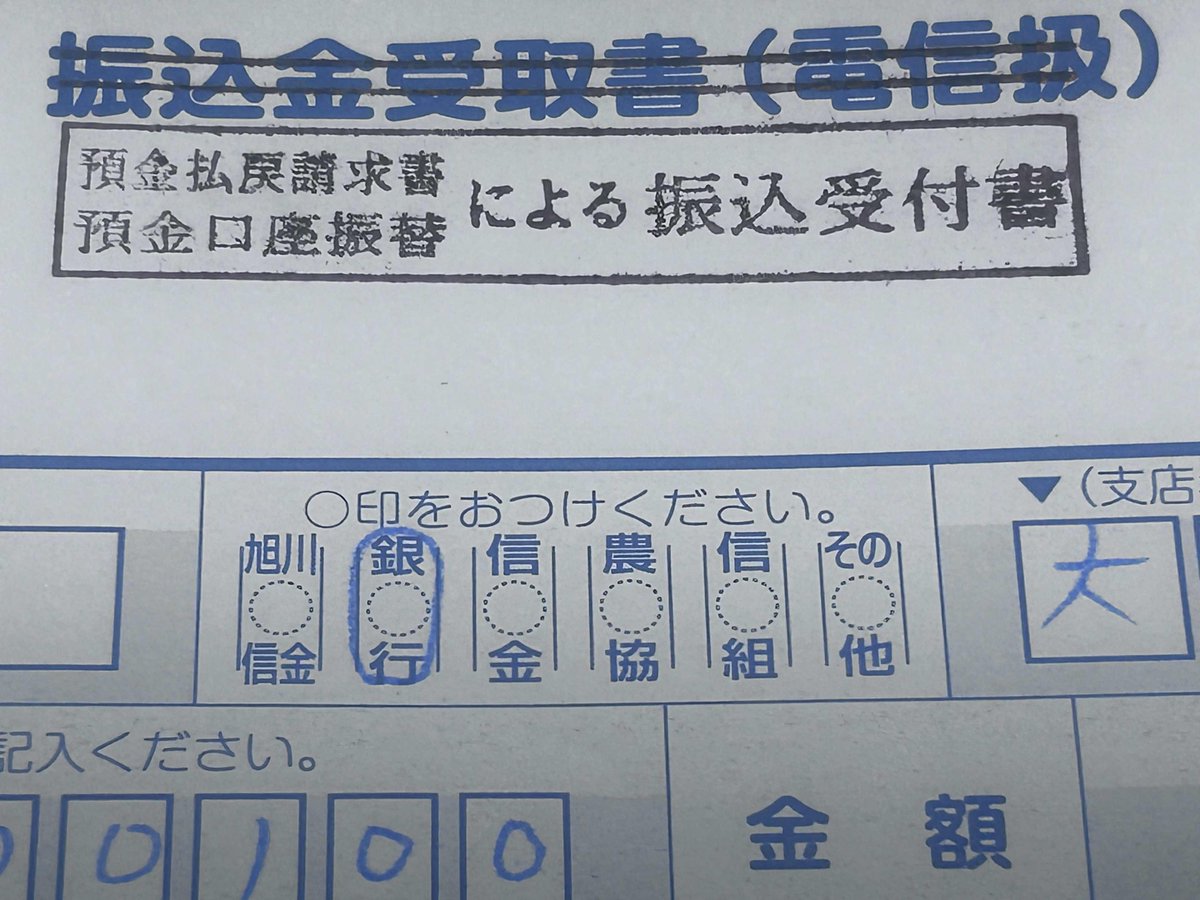 振込金受取書(電信扱)
預金払戻請求書
預金口座振替
による振込受付書
○印をおつけください。
旭川信金 銀行 信金 農協 信組 その他
▼(支店
大
記入ください。
0 0 1 0 0
金額